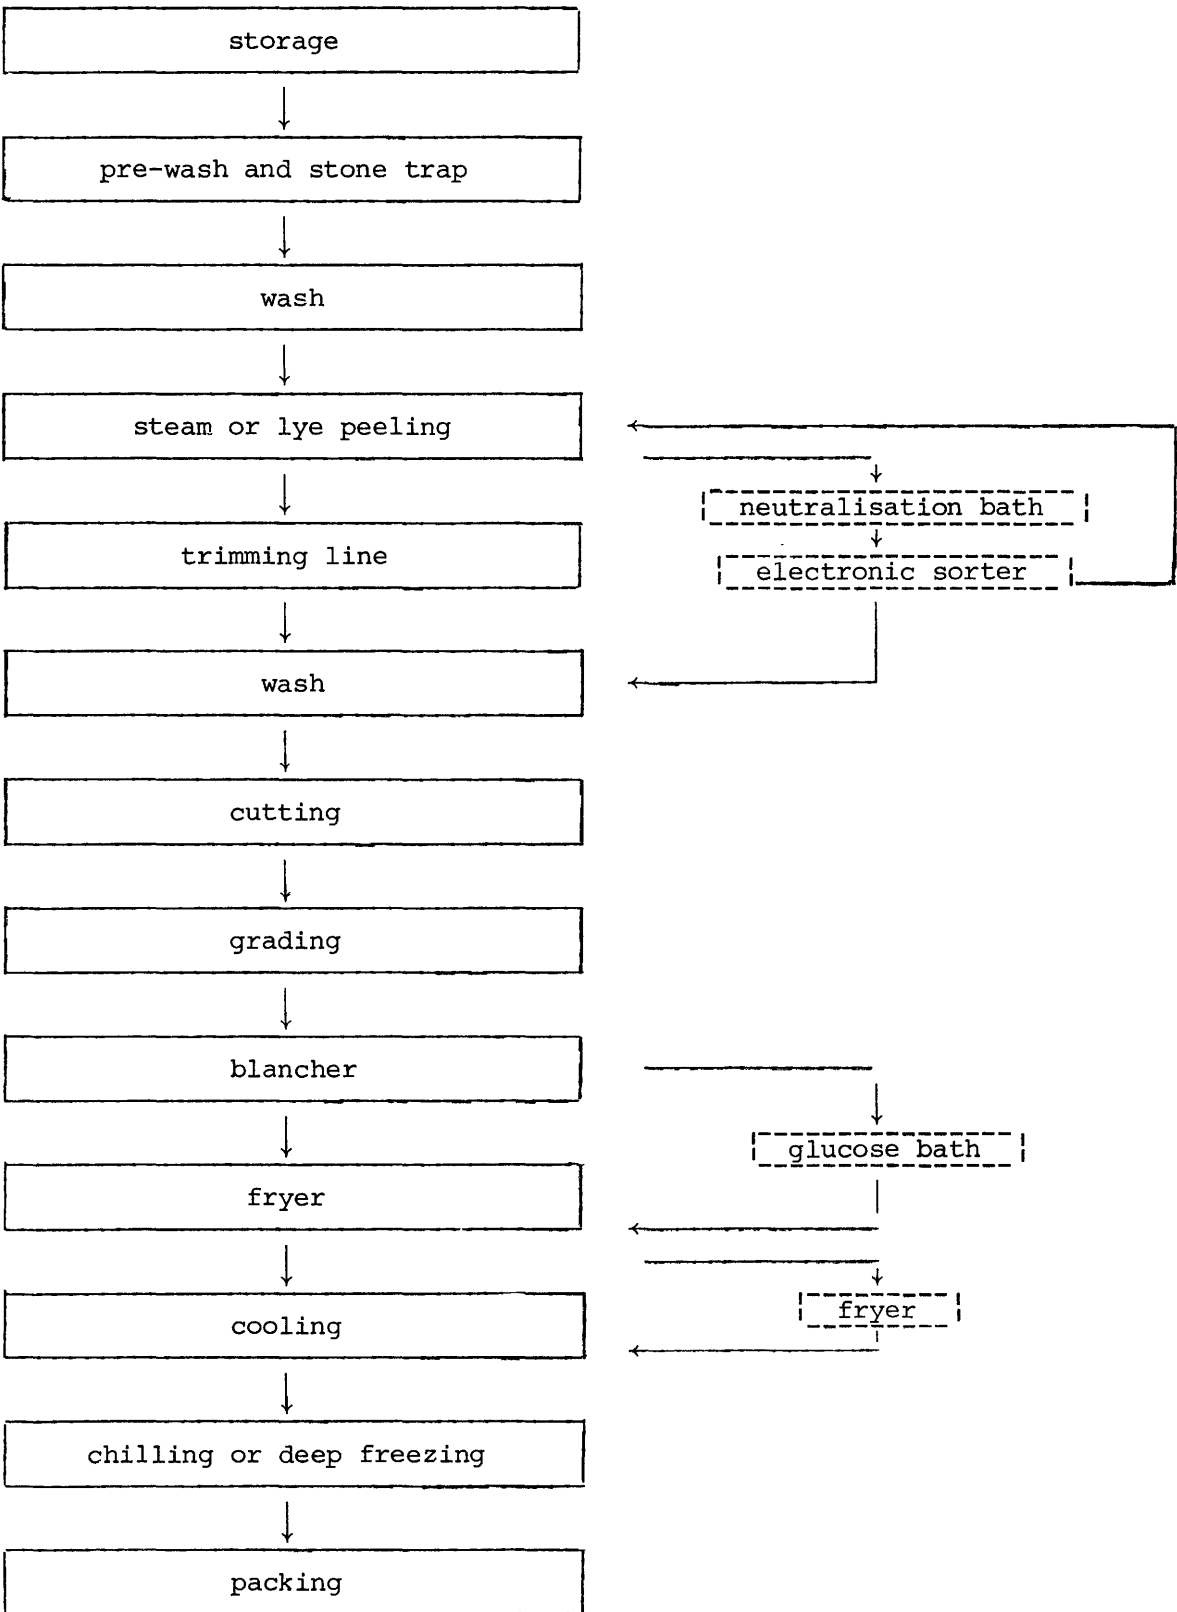 storage
pre-wash and stone trap
wash
steam or lye peeling
neutralisation bath
trimming line
electronic sorter
wash
cutting
grading
blancher
glucose bath
fryer
fryer
cooling
chilling or deep freezing
packing